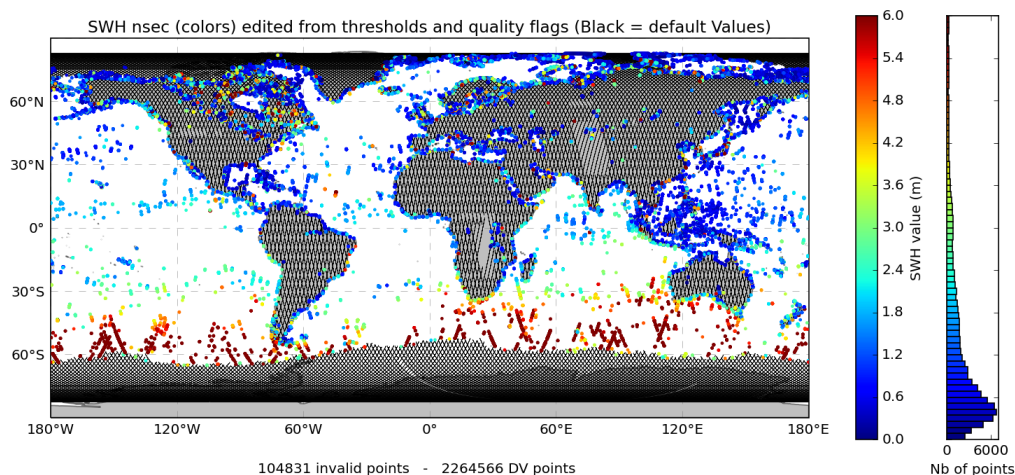 SWH nsec (colors) edited from thresholds and quality flags (Black = default Values)
60°N
30°N
0°
30°S
60°S
180°W
120°W
60°W
0°
60°E
120°E
180°E
104831 invalid points - 2264566 DV points
6.0
5.4
4.8
4.2
3.6
3.0
2.4
1.8
1.2
0.6
0.0
SWH value (m)
0
6000
Nb of points